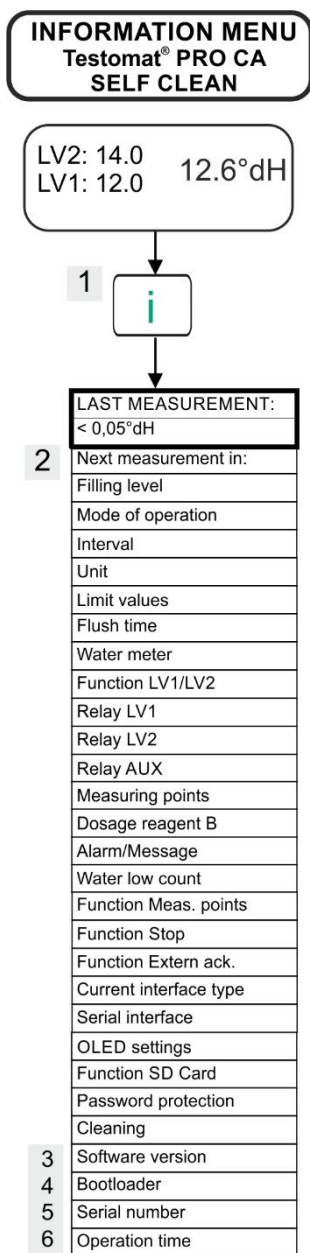 INFORMATION MENU
Testomat® PRO CA
SELF CLEAN
LV2: 14.0
LV1: 12.0
12.6°dH
1
i
LAST MEASUREMENT:
< 0,05°dH
2
Next measurement in:
Filling level
Mode of operation
Interval
Unit
Limit values
Flush time
Water meter
Function LV1/LV2
Relay LV1
Relay LV2
Relay AUX
Measuring points
Dosage reagent B
Alarm/Message
Water low count
Function Meas. points
Function Stop
Function Extern ack.
Current interface type
Serial interface
OLED settings
Function SD Card
Password protection
Cleaning
3 Software version
4 Bootloader
5 Serial number
6 Operation time